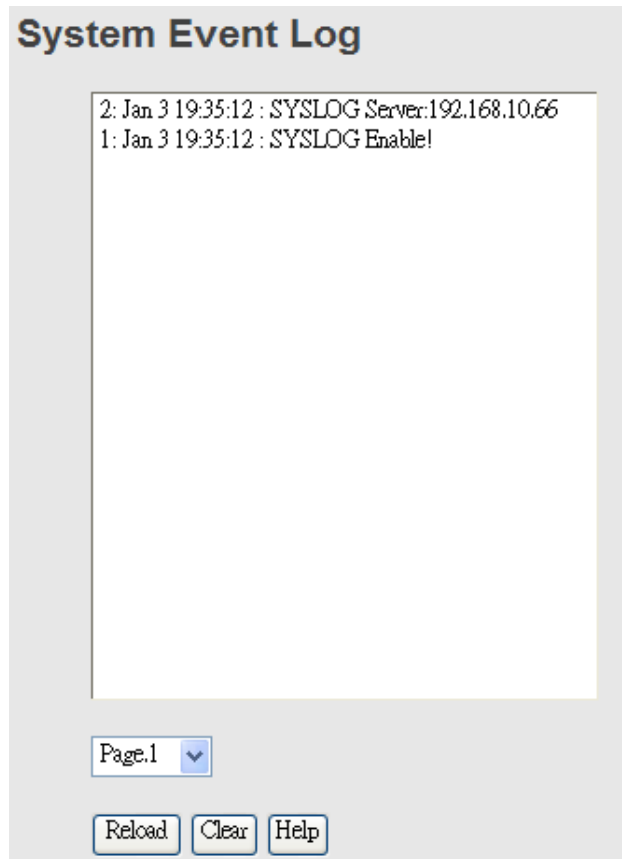 System Event Log
2: Jan 3 19:35:12 : SYSLOG Server:192.168.10.66
1: Jan 3 19:35:12 : SYSLOG Enable!
Page.1
Reload Clear Help